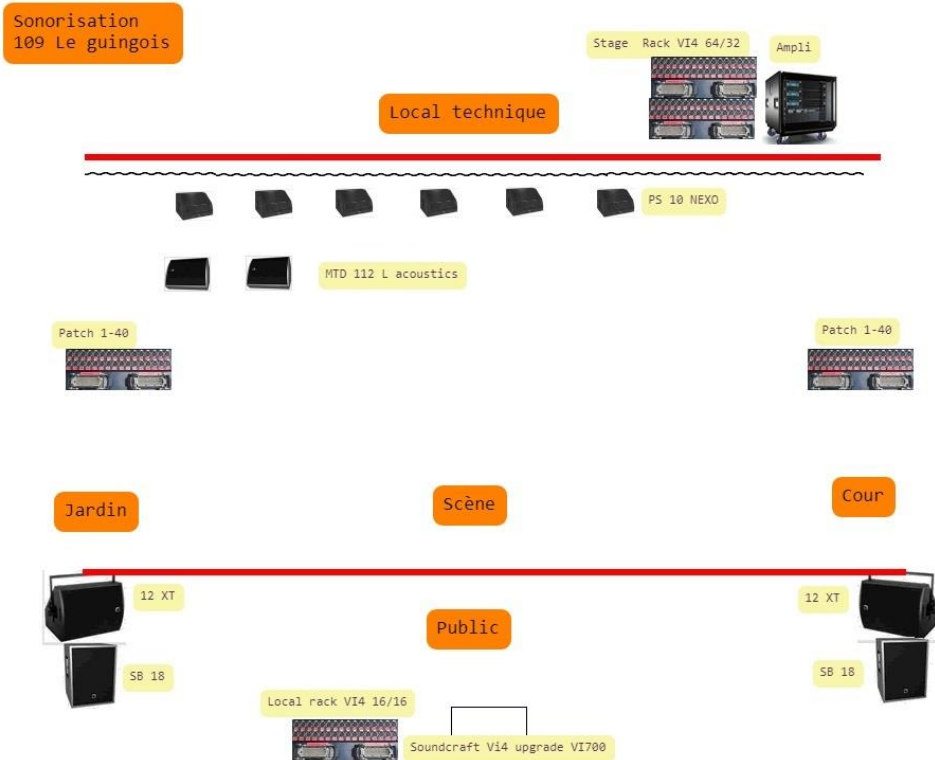 Sonorisation
109 Le guingois
Stage Rack VI4 64/32
Ampli
Local technique
PS 10 NEXO
MTD 112 L acoustics
Patch 1-40
Patch 1-40
Jardin
Scène
Cour
12 XT
12 XT
Public
SB 18
SB 18
Local rack VI4 16/16
Soundcraft Vi4 upgrade VI700